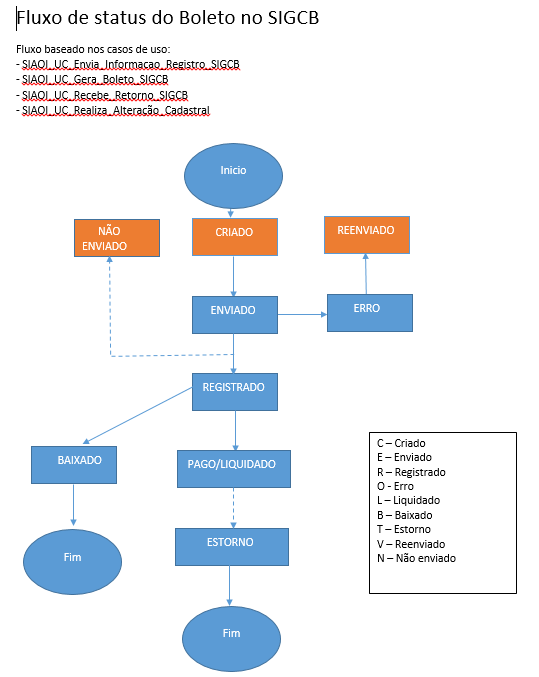 Fluxo de status do Boleto no SIGCB
Fluxo baseado nos casos de uso:
- SIAOI_UC_Envia_Informacao_Registro_SIGCB
- SIAOI_UC_Gera_Boleto_SIGCB
- SIAOI_UC_Recebe_Retorno_SIGCB
- SIAOI_UC_Realiza_Alteração_Cadastral
Inicio
NÃO
ENVIADO
CRIADO
REENVIADO
ENVIADO
ERRO
REGISTRADO
BAIXADO
PAGO/LIQUIDADO
C – Criado
E – Enviado
R – Registrado
O - Erro
L – Liquidado
B – Baixado
T – Estorno
V – Reenviado
N – Não enviado
ESTORNO
Fim
Fim